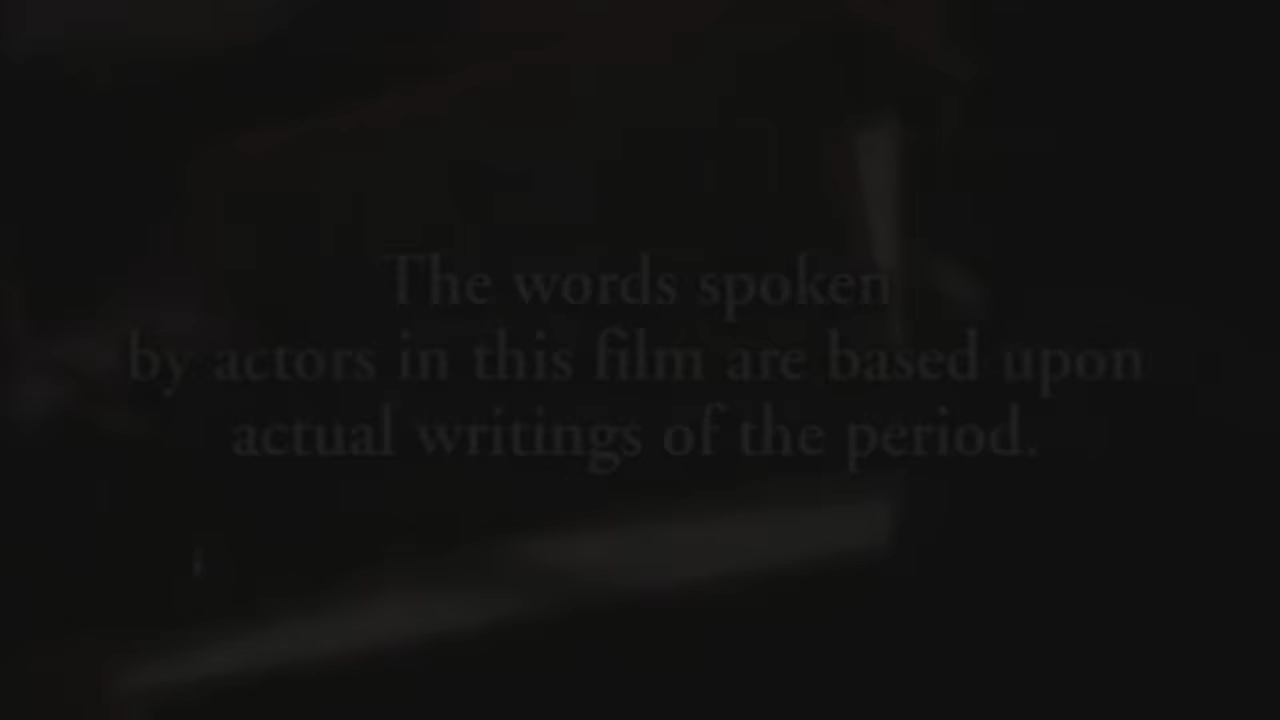 The words spoken
by actors in this film are based upon
actual writings of the period.